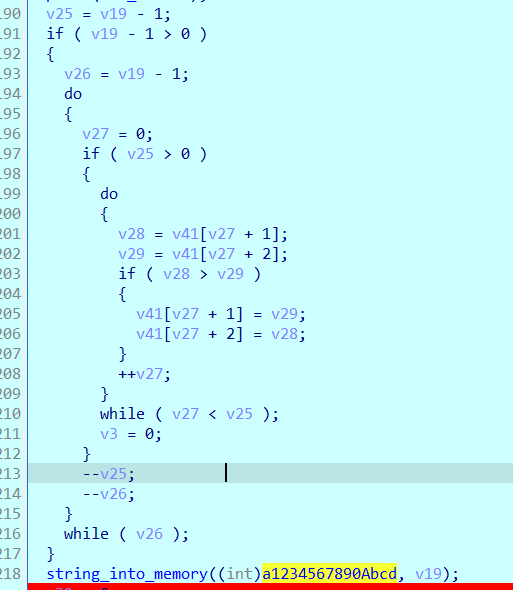 190 v25 = v19 - 1;
191 if ( v19 - 1 > 0 )
192 {
193 v26 = v19 - 1;
194 do
195 {
196 v27 = 0;
197 if ( v25 > 0 )
198 {
199 do
200 {
201 v28 = v41[v27 + 1];
202 v29 = v41[v27 + 2];
203 if ( v28 > v29 )
204 {
205 v41[v27 + 1] = v29;
206 v41[v27 + 2] = v28;
207 }
208 ++v27;
209 }
210 while ( v27 < v25 );
211 v3 = 0;
212 }
213 --v25;
214 --v26;
215 }
216 while ( v26 );
217 }
218 string_into_memory((int)a1234567890Abcd, v19);